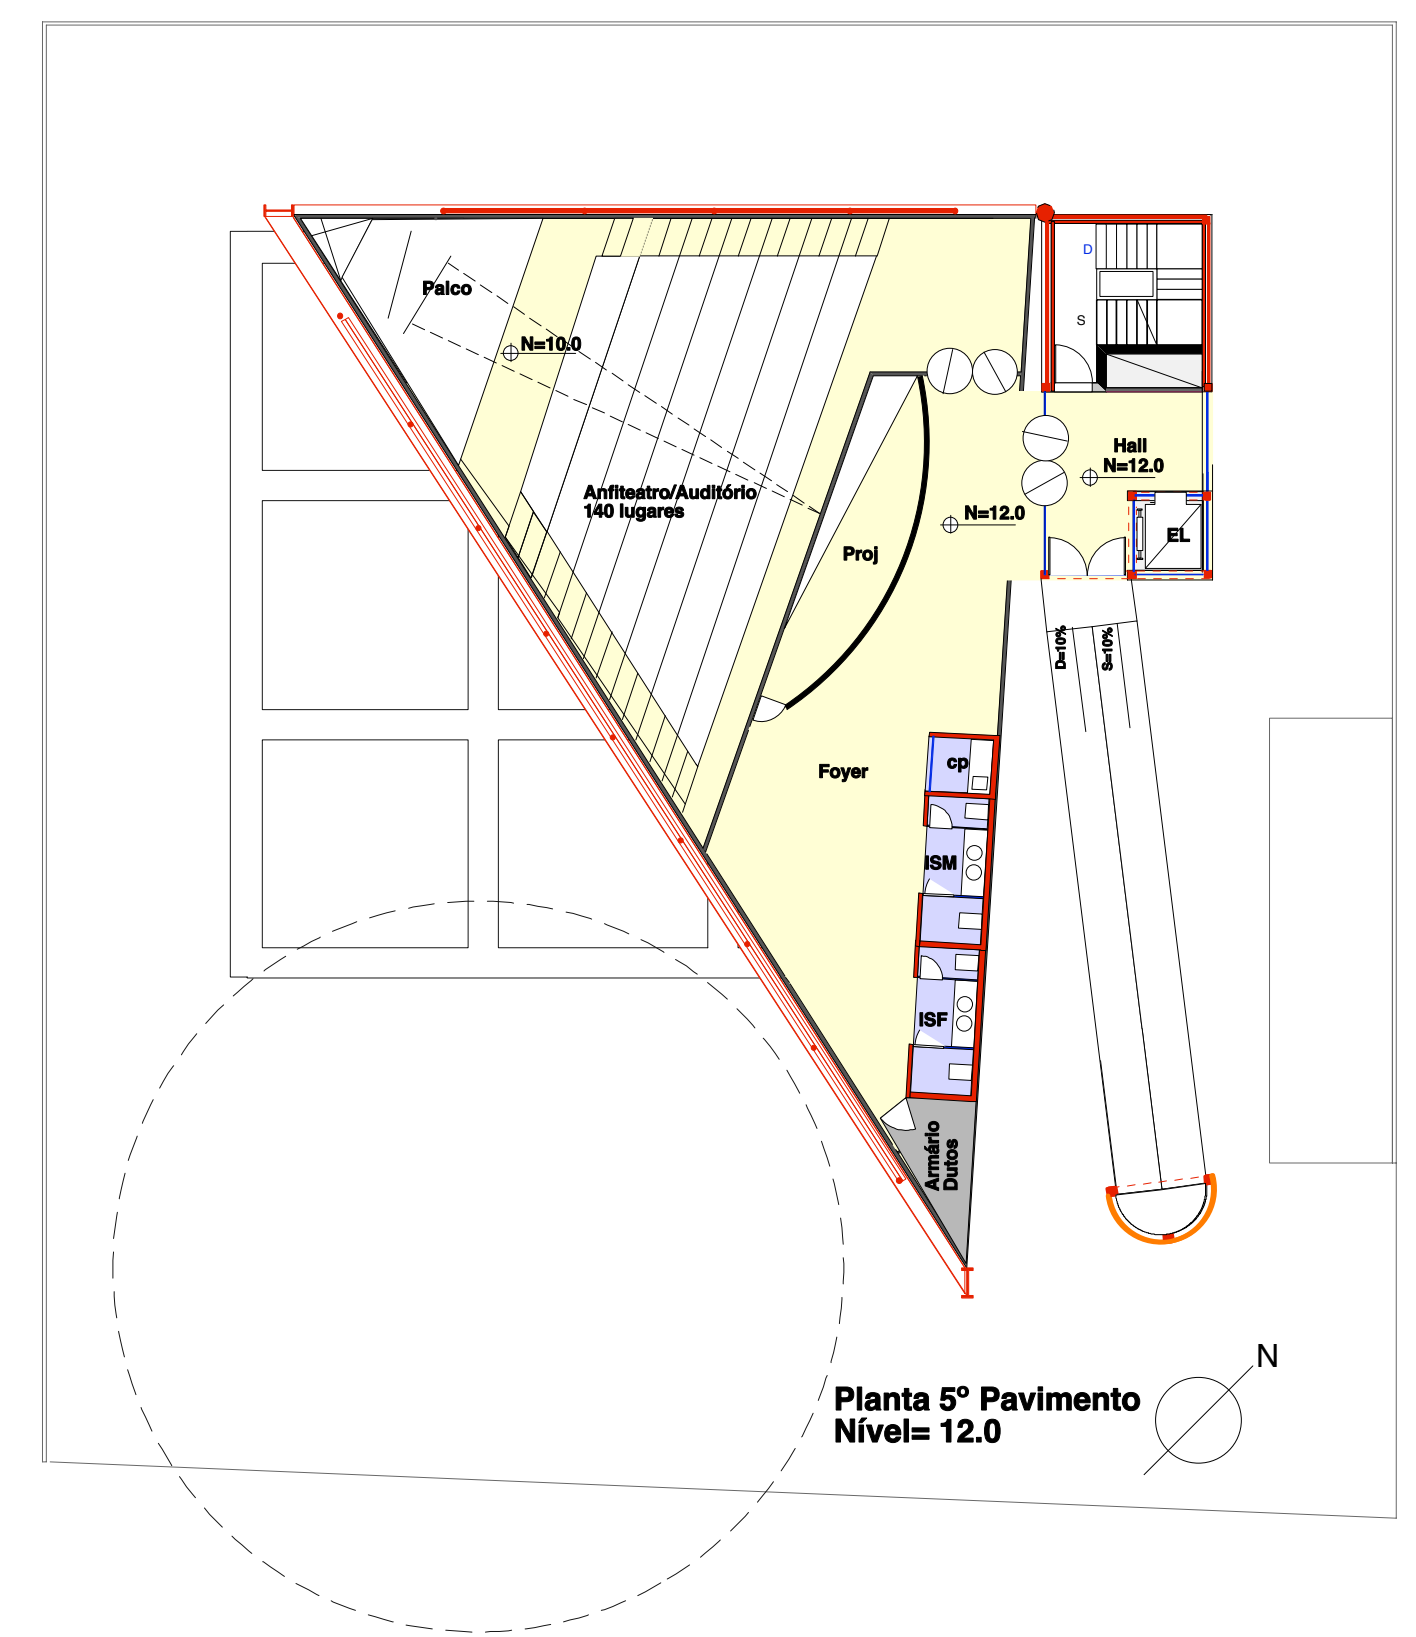 D
Palco
S
N=10.0
Hall
N=12.0
Anfiteatro/Auditório
140 lugares
N=12.0
EL
Proj
D=10%
S=10%
cp
Foyer
ISM
ISF
Armário
Dutos
N
Planta 5º Pavimento
Nível= 12.0